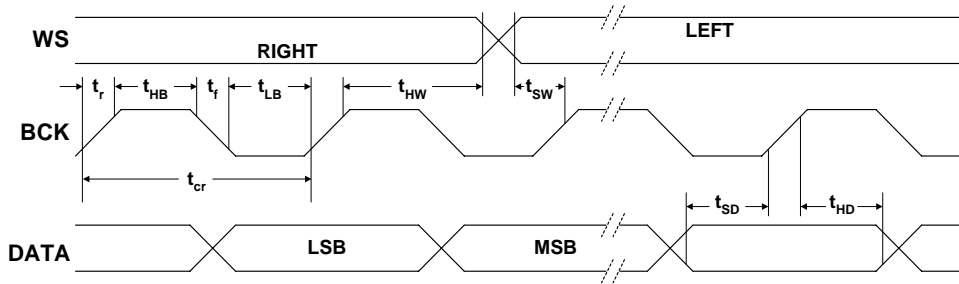 WS RIGHT LEFT
t_r t_HB t_f t_LB t_HW t_SW
BCK
t_cr
t_SD t_HD
DATA LSB MSB